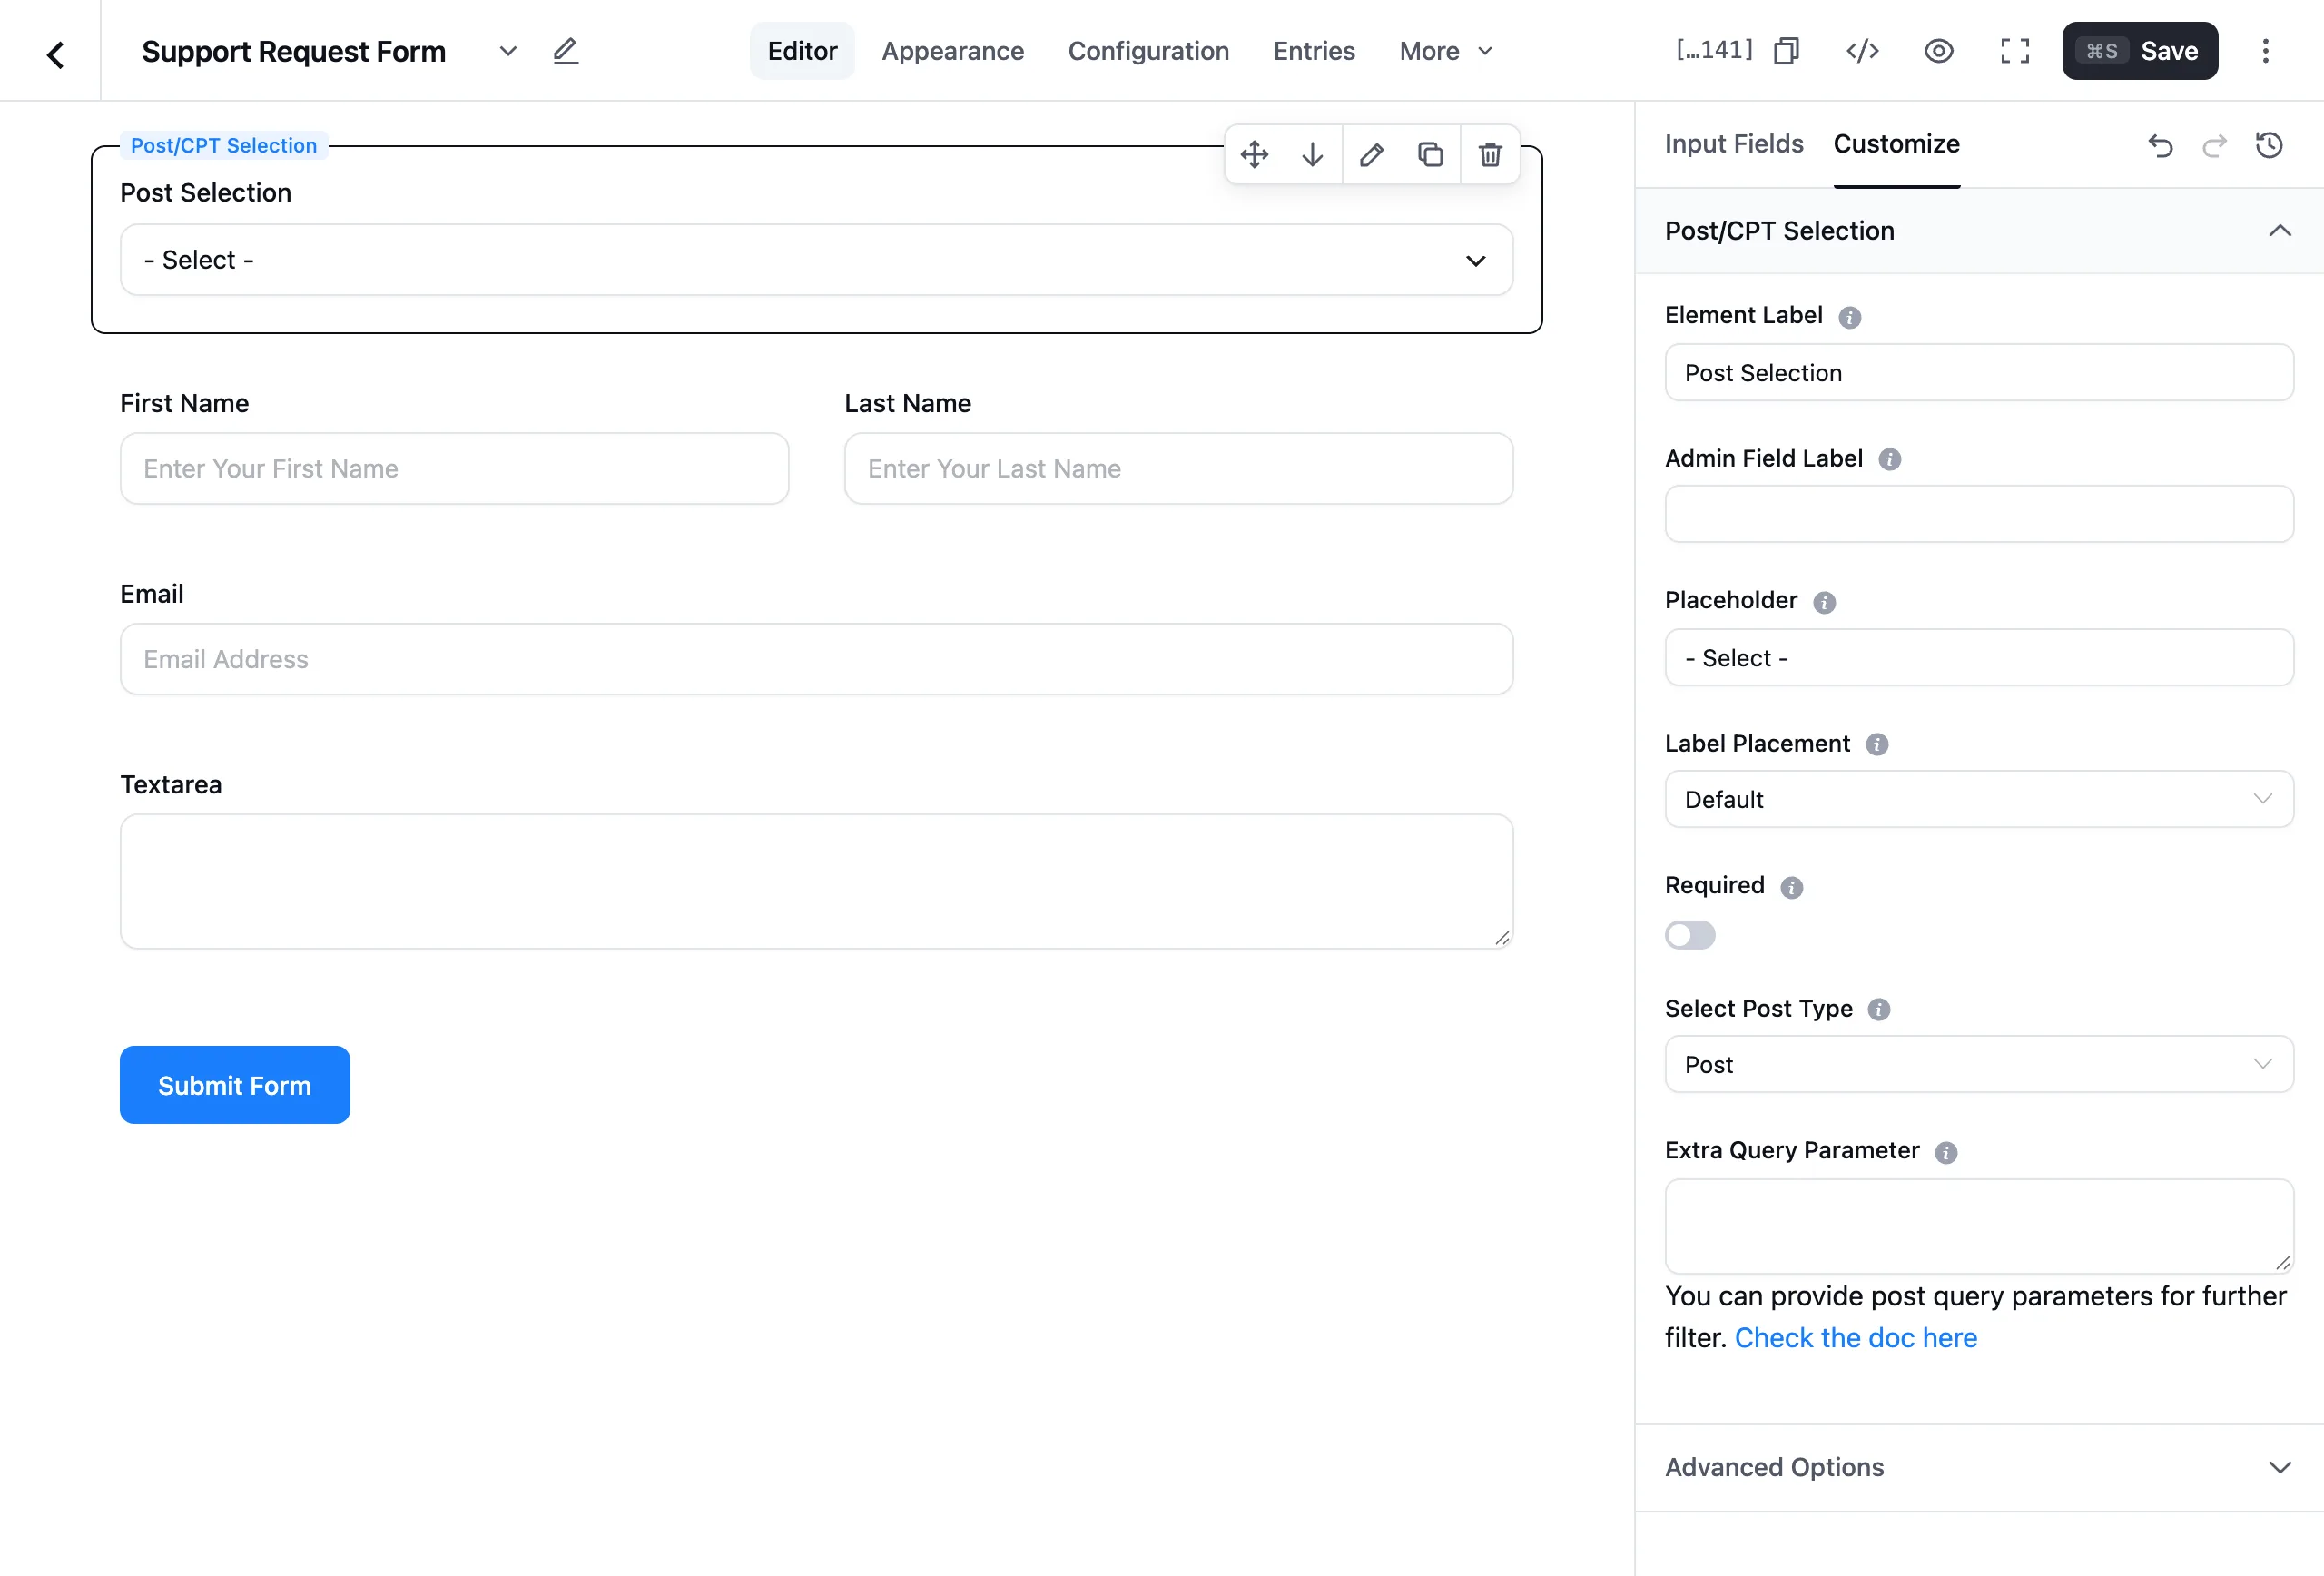 Support Request Form
Editor
Appearance
Configuration
Entries
More
[...141]
⌘S Save
Post/CPT Selection
Post Selection
- Select -
First Name
Last Name
Enter Your First Name
Enter Your Last Name
Email
Email Address
Textarea
Submit Form
Input Fields
Customize
Post/CPT Selection
Element Label
Post Selection
Admin Field Label
Placeholder
- Select -
Label Placement
Default
Required
Select Post Type
Post
Extra Query Parameter
You can provide post query parameters for further
filter. Check the doc here
Advanced Options